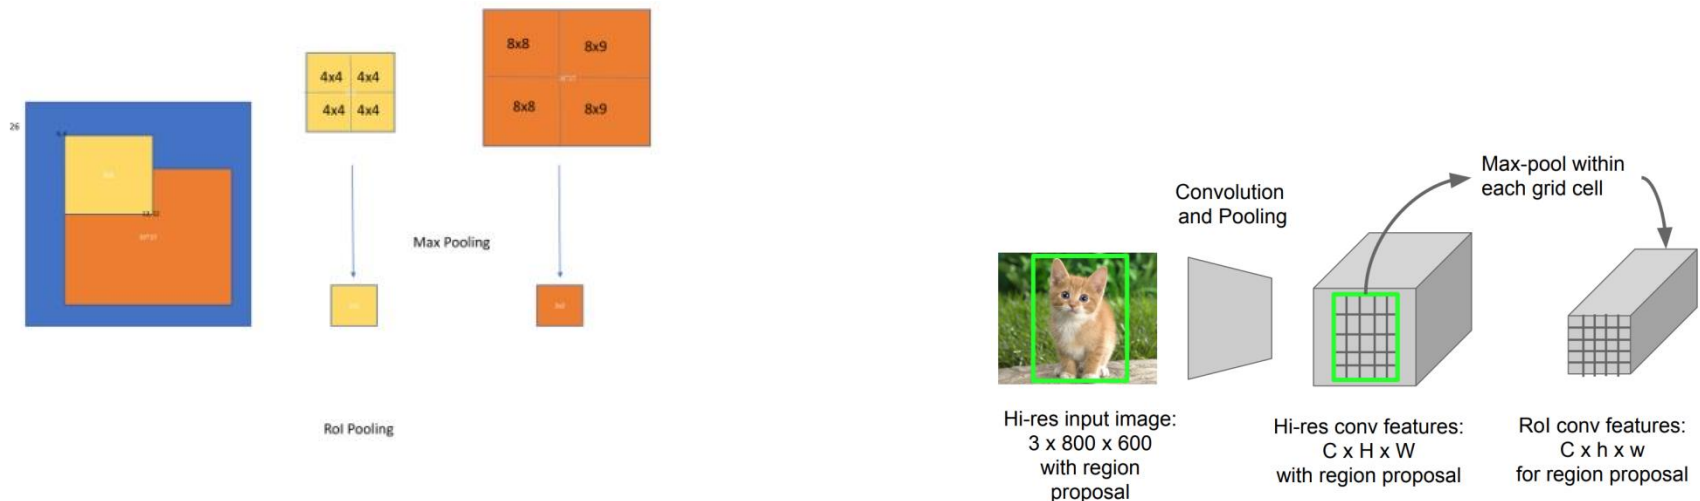 8x8 8x9
8x8 8x9
4x4 4x4
4x4 4x4
26
Max Pooling
RoI Pooling
Convolution
and Pooling
Max-pool within
each grid cell
Hi-res input image:
3 x 800 x 600
with region
proposal
Hi-res conv features:
C x H x W
with region proposal
RoI conv features:
C x h x w
for region proposal